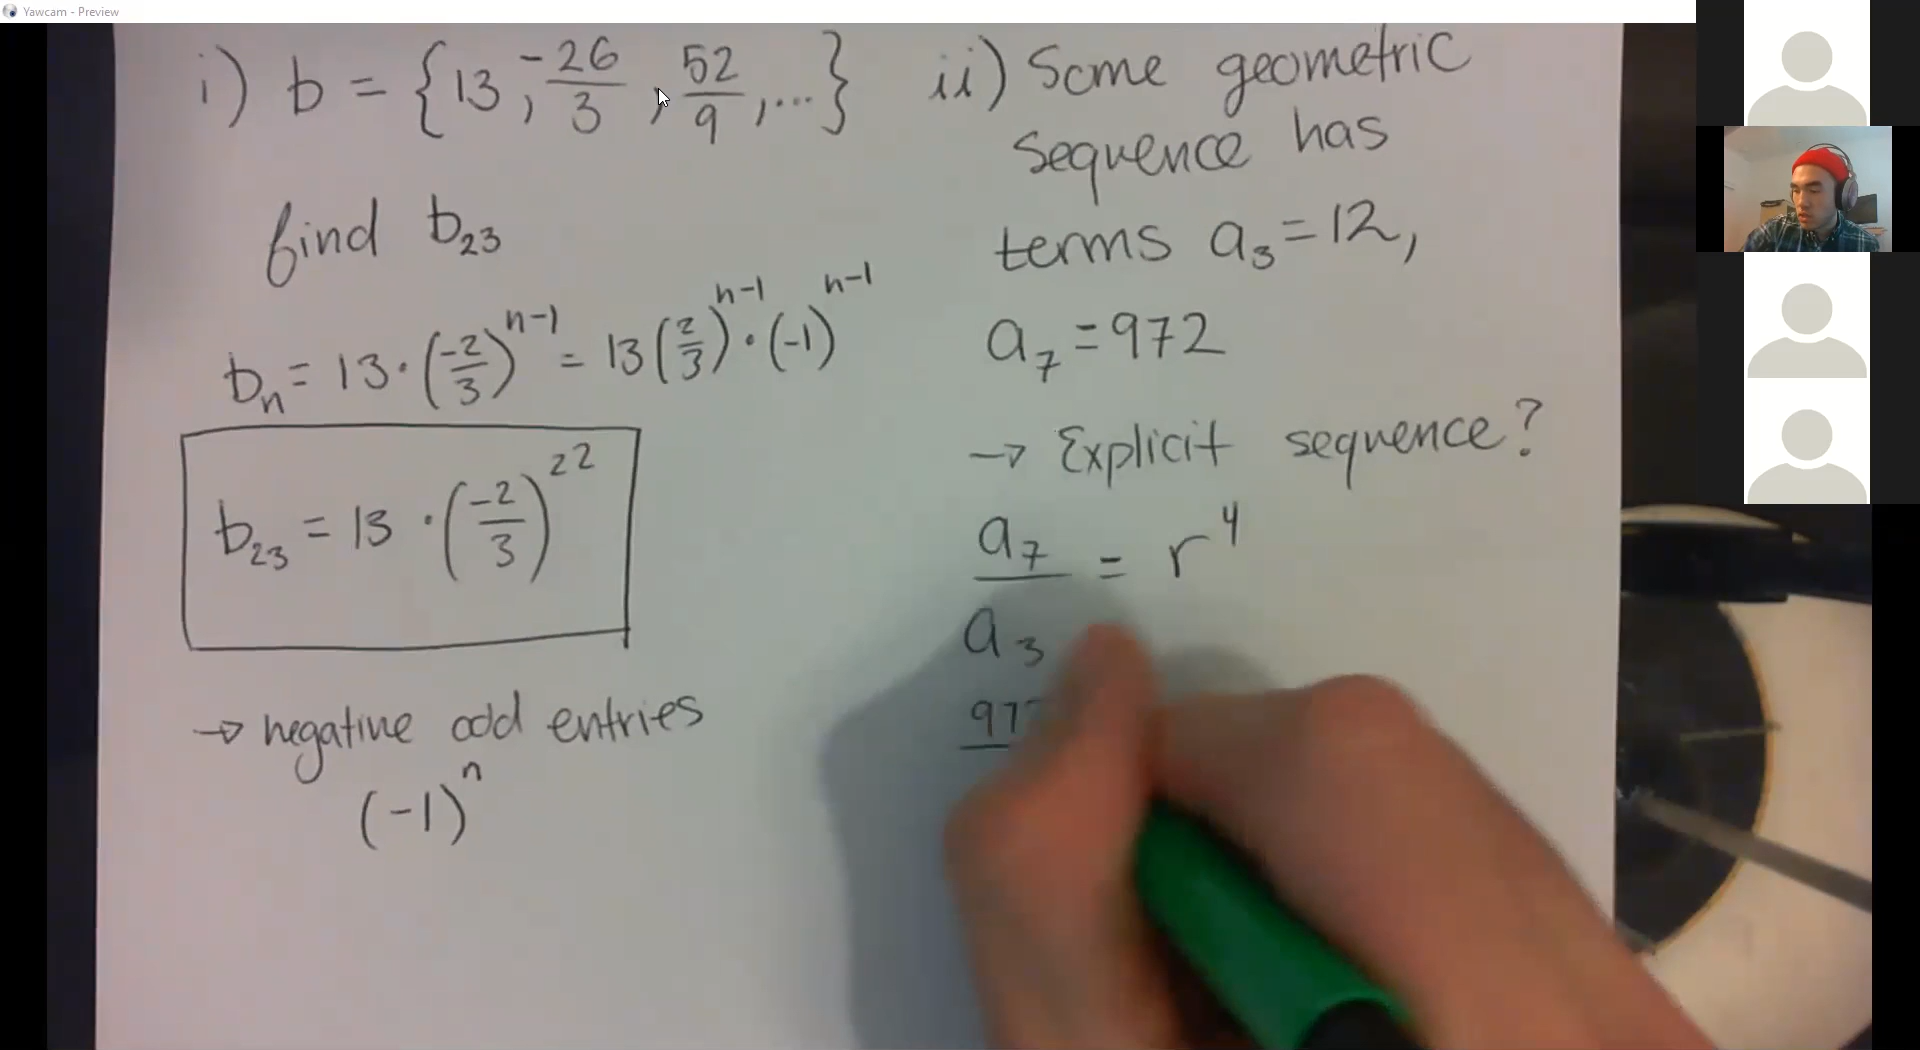 Yawcam - Preview
i) b = {13, -26/3, 52/9, ...}
find b₂₃
bₙ = 13 · (-2/3)ⁿ⁻¹ = 13 (2/3)ⁿ⁻¹ · (-1)ⁿ⁻¹
b₂₃ = 13 · (-2/3)²²
→ negative odd entries
(-1)ⁿ
ii) Some geometric
sequence has
terms a₃ = 12,
a₇ = 972
→ Explicit sequence?
a₇/a₃ = r⁴
97